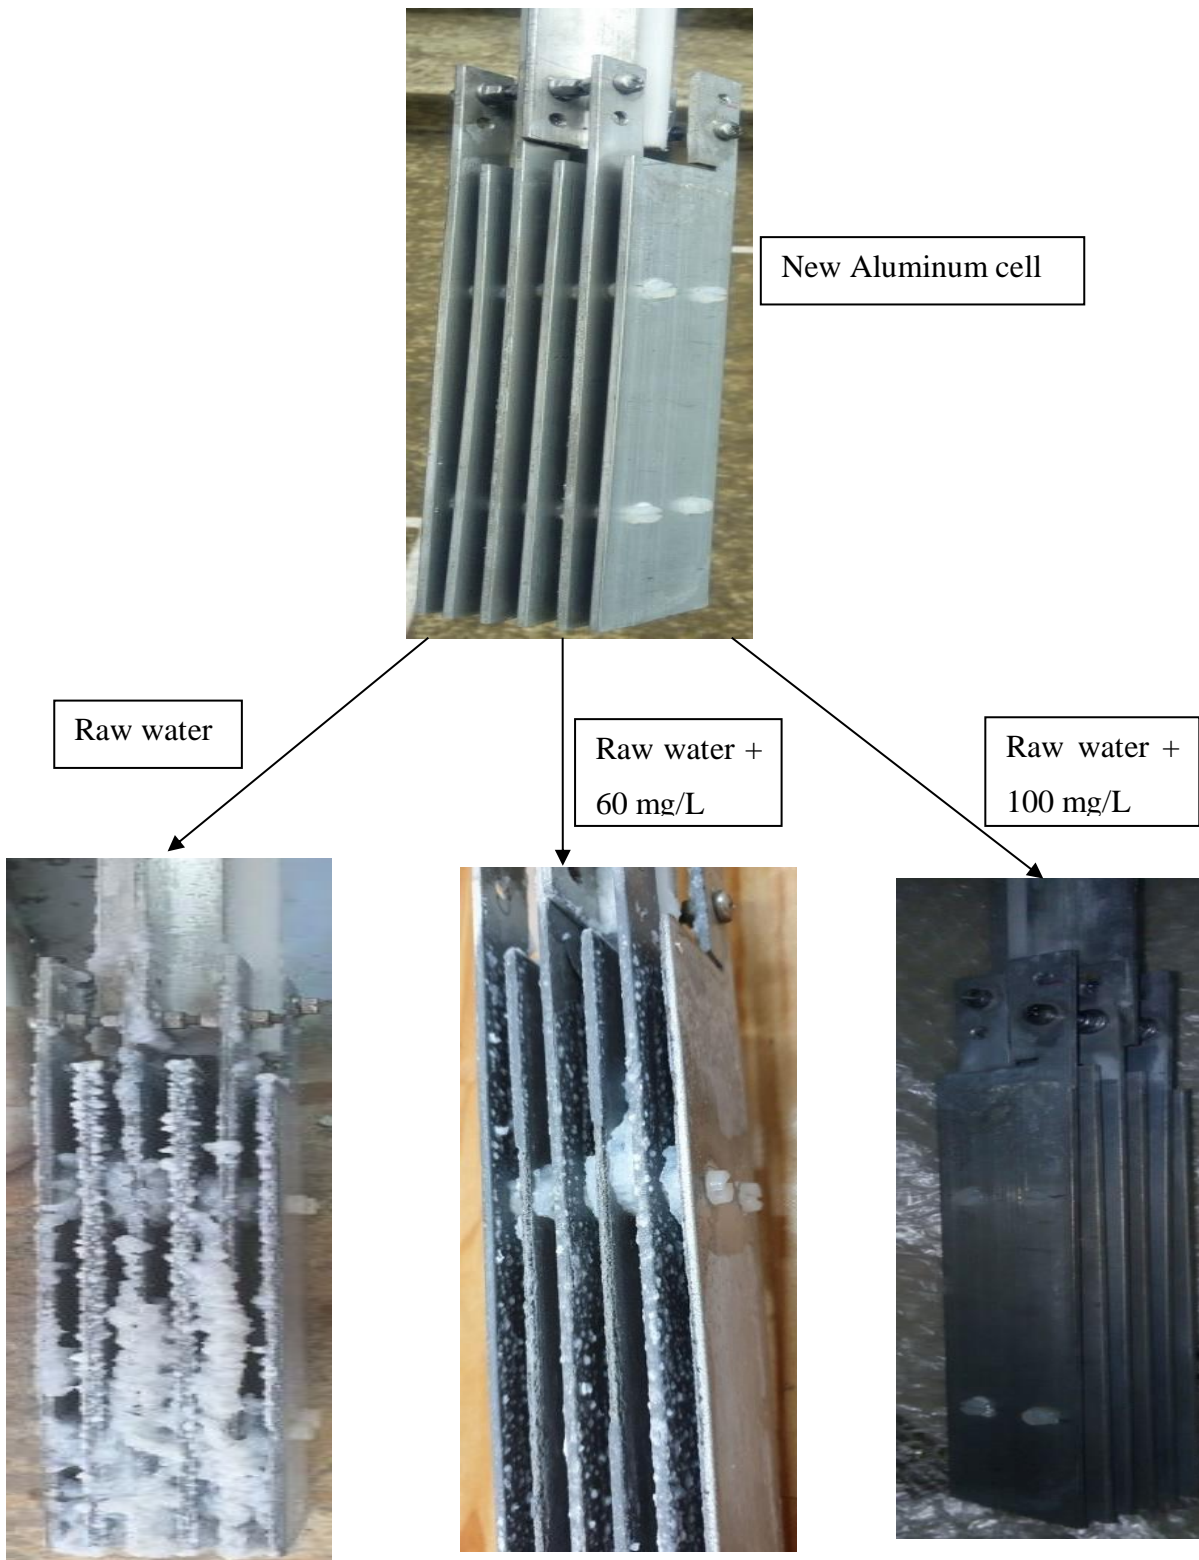 New Aluminum cell
Raw water
Raw water +
60 mg/L
Raw water +
100 mg/L